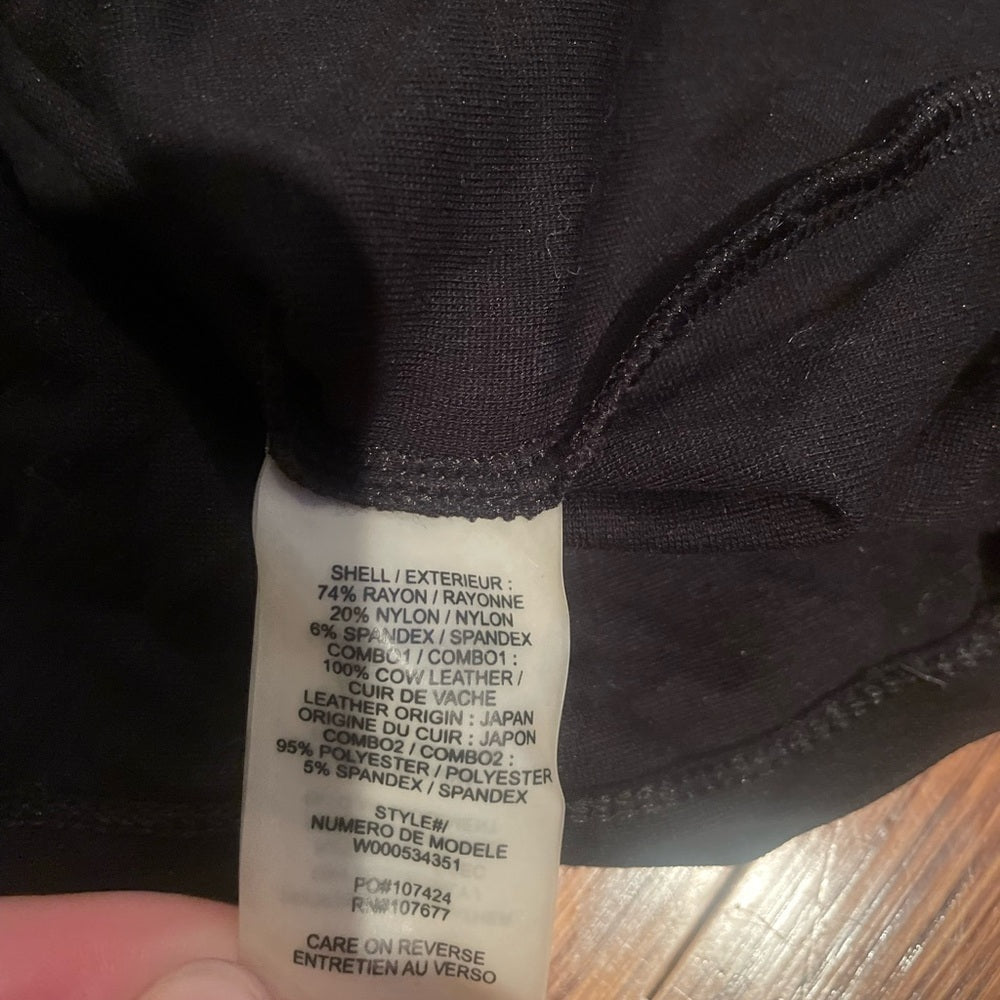 SHELL / EXTERIEUR :
74% RAYON / RAYONNE
20% NYLON / NYLON
6% SPANDEX / SPANDEX
COMBO1 / COMBO1 :
100% COW LEATHER /
CUIR DE VACHE
LEATHER ORIGIN : JAPAN
ORIGINE DU CUIR : JAPON
COMBO2 / COMBO2 :
95% POLYESTER / POLYESTER
5% SPANDEX / SPANDEX
STYLE#/
NUMERO DE MODELE
W000534351
PO#107424
RN#107677
CARE ON REVERSE
ENTRETIEN AU VERSO